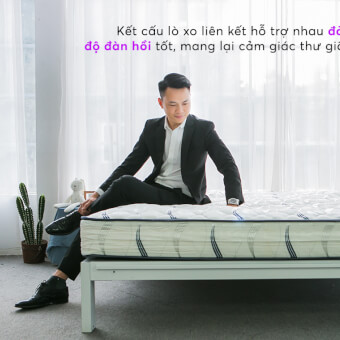 Kết cấu lò xo liên kết hỗ trợ nhau
độ đàn hồi tốt, mang lại cảm giác thư